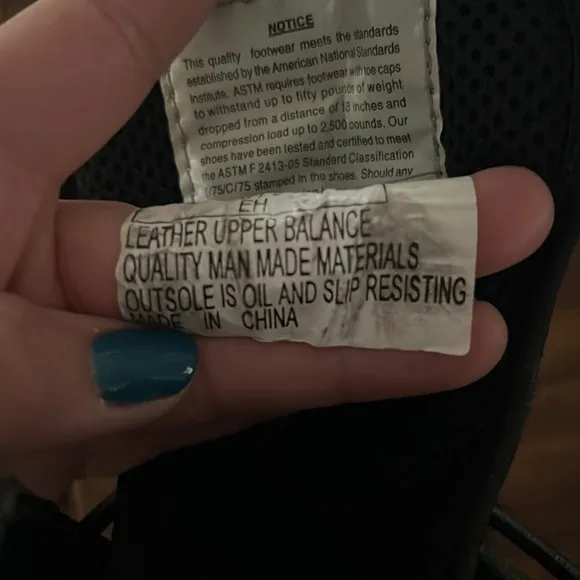 NOTICE
This quality footwear meets the standards
established by the American National Standards
Institute. ASTM requires footwear with toe caps
to withstand up to fifty pounds of weight
dropped from a distance of 18 inches and
compression load up to 2,500 pounds. Our
shoes have been tested and certified to meet
the ASTM F 2413-05 Standard Classification
I/75/C/75 stamped in the shoes. Should any
EH
LEATHER UPPER BALANCE
QUALITY MAN MADE MATERIALS
OUTSOLE IS OIL AND SLIP RESISTING
MADE IN CHINA